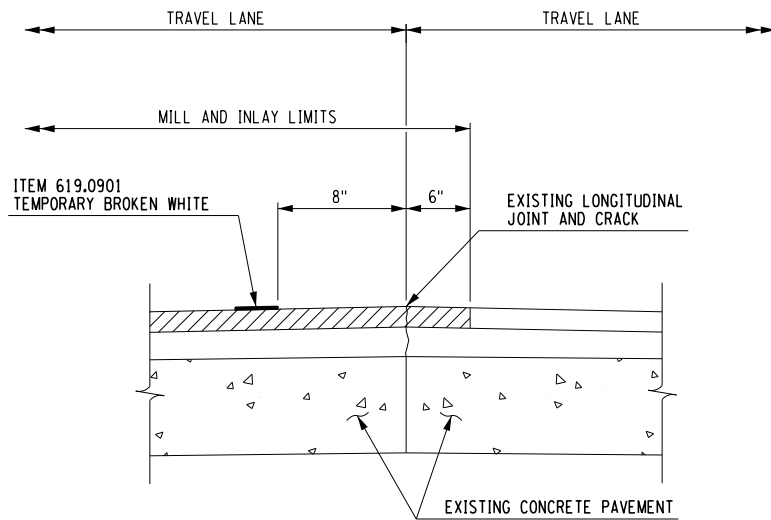 TRAVEL LANE
TRAVEL LANE
MILL AND INLAY LIMITS
ITEM 619.0901
TEMPORARY BROKEN WHITE
8"
6"
EXISTING LONGITUDINAL
JOINT AND CRACK
EXISTING CONCRETE PAVEMENT